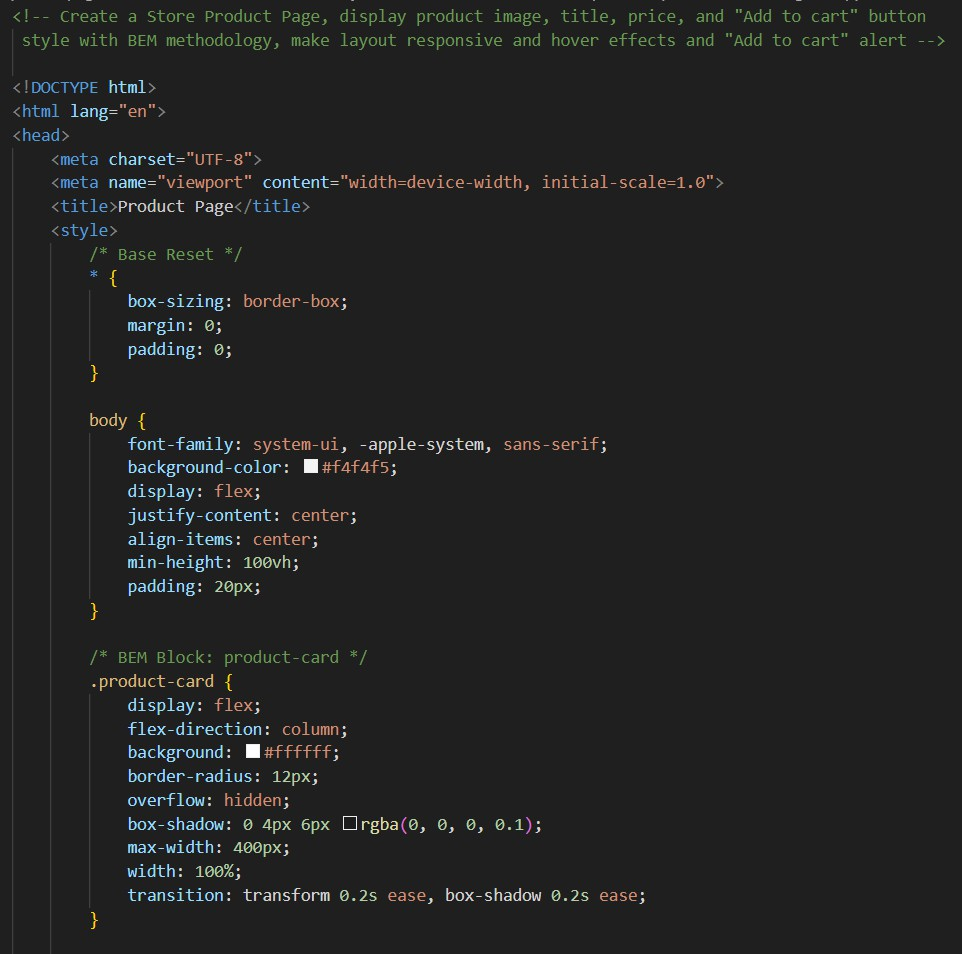 <!-- Create a Store Product Page, display product image, title, price, and "Add to cart" button
style with BEM methodology, make layout responsive and hover effects and "Add to cart" alert -->
<!DOCTYPE html>
<html lang="en">
<head>
<meta charset="UTF-8">
<meta name="viewport" content="width=device-width, initial-scale=1.0">
<title>Product Page</title>
<style>
/* Base Reset */
* {
box-sizing: border-box;
margin: 0;
padding: 0;
}
body {
font-family: system-ui, -apple-system, sans-serif;
background-color: #f4f4f5;
display: flex;
justify-content: center;
align-items: center;
min-height: 100vh;
padding: 20px;
}
/* BEM Block: product-card */
.product-card {
display: flex;
flex-direction: column;
background: #ffffff;
border-radius: 12px;
overflow: hidden;
box-shadow: 0 4px 6px rgba(0, 0, 0, 0.1);
max-width: 400px;
width: 100%;
transition: transform 0.2s ease, box-shadow 0.2s ease;
}